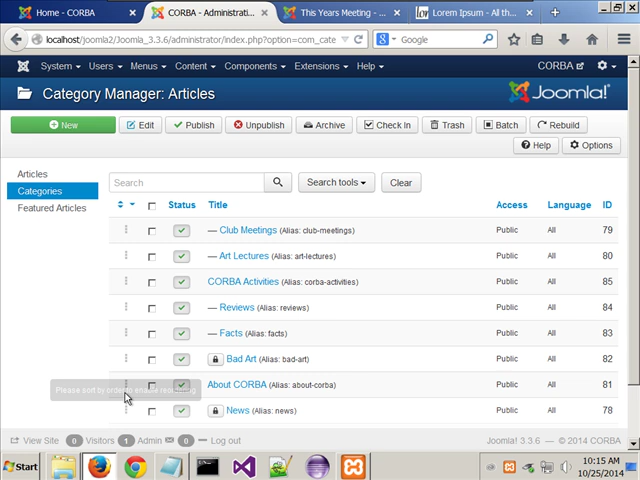 Home - CORBA
CORBA - Administrati...
This Years Meeting - ...
Lorem Ipsum - All th...
localhost/joomla2/Joomla_3.3.6/administrator/index.php?option=com_cate
Google
System Users Menus Content Components Extensions Help CORBA
Category Manager: Articles
Joomla!
New Edit Publish Unpublish Archive Check In Trash Batch Rebuild
Help Options
Articles
Categories
Featured Articles
Search Search tools Clear
Status Title Access Language ID
— Club Meetings (Alias: club-meetings) Public All 79
— Art Lectures (Alias: art-lectures) Public All 80
CORBA Activities (Alias: corba-activities) Public All 85
— Reviews (Alias: reviews) Public All 84
— Facts (Alias: facts) Public All 83
Bad Art (Alias: bad-art) Public All 82
About CORBA (Alias: about-corba) Public All 81
Please sort by order to enable reordering
News (Alias: news) Public All 78
View Site 0 Visitors 1 Admin 0 Log out Joomla! 3.3.6 — © 2014 CORBA
Start
10:15 AM
10/25/2014